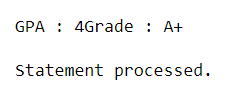 GPA : 4Grade : A+
Statement processed.